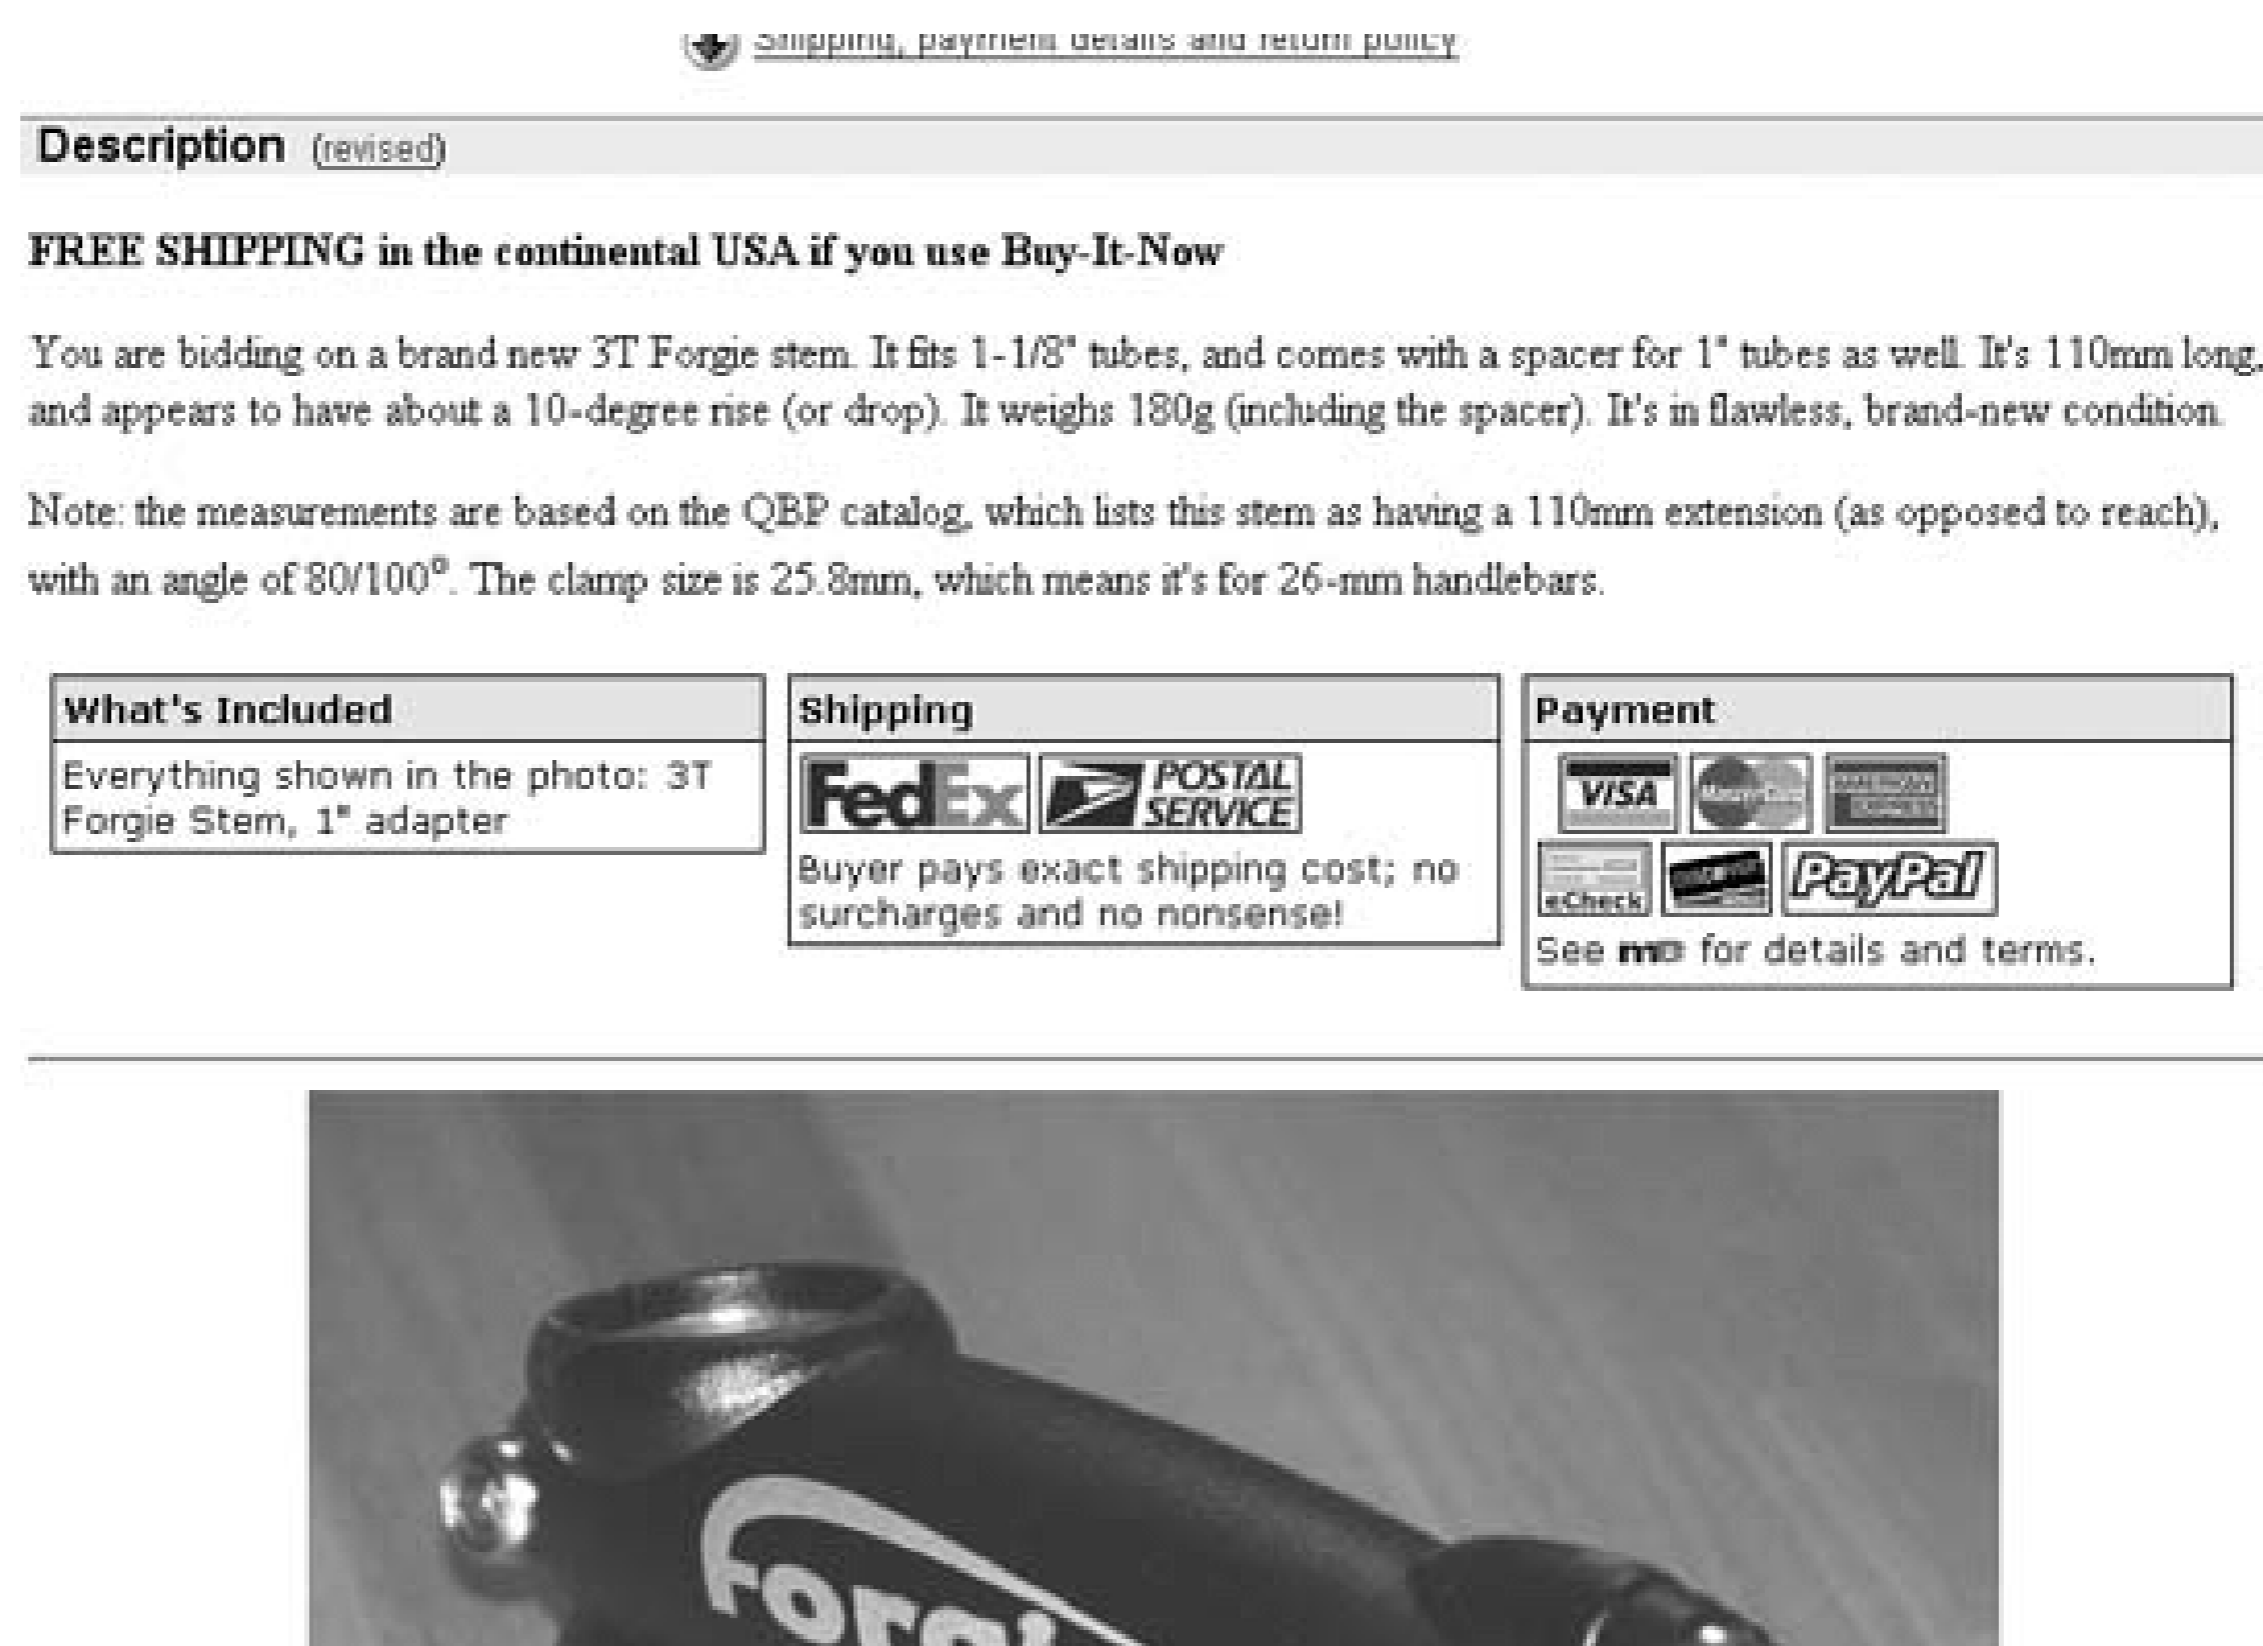 Shipping, payment details and return policy
Description (revised)
FREE SHIPPING in the continental USA if you use Buy-It-Now
You are bidding on a brand new 3T Forgie stem. It fits 1-1/8" tubes, and comes with a spacer for 1" tubes as well. It's 110mm long,
and appears to have about a 10-degree rise (or drop). It weighs 180g (including the spacer). It's in flawless, brand-new condition.
Note: the measurements are based on the QBP catalog, which lists this stem as having a 110mm extension (as opposed to reach),
with an angle of 80/100°. The clamp size is 25.8mm, which means it's for 26-mm handlebars.
What's Included
Everything shown in the photo: 3T
Forgie Stem, 1" adapter
Shipping
FedEx POSTAL
SERVICE
Buyer pays exact shipping cost; no
surcharges and no nonsense!
Payment
VISA
eCheck PayPal
See me for details and terms.